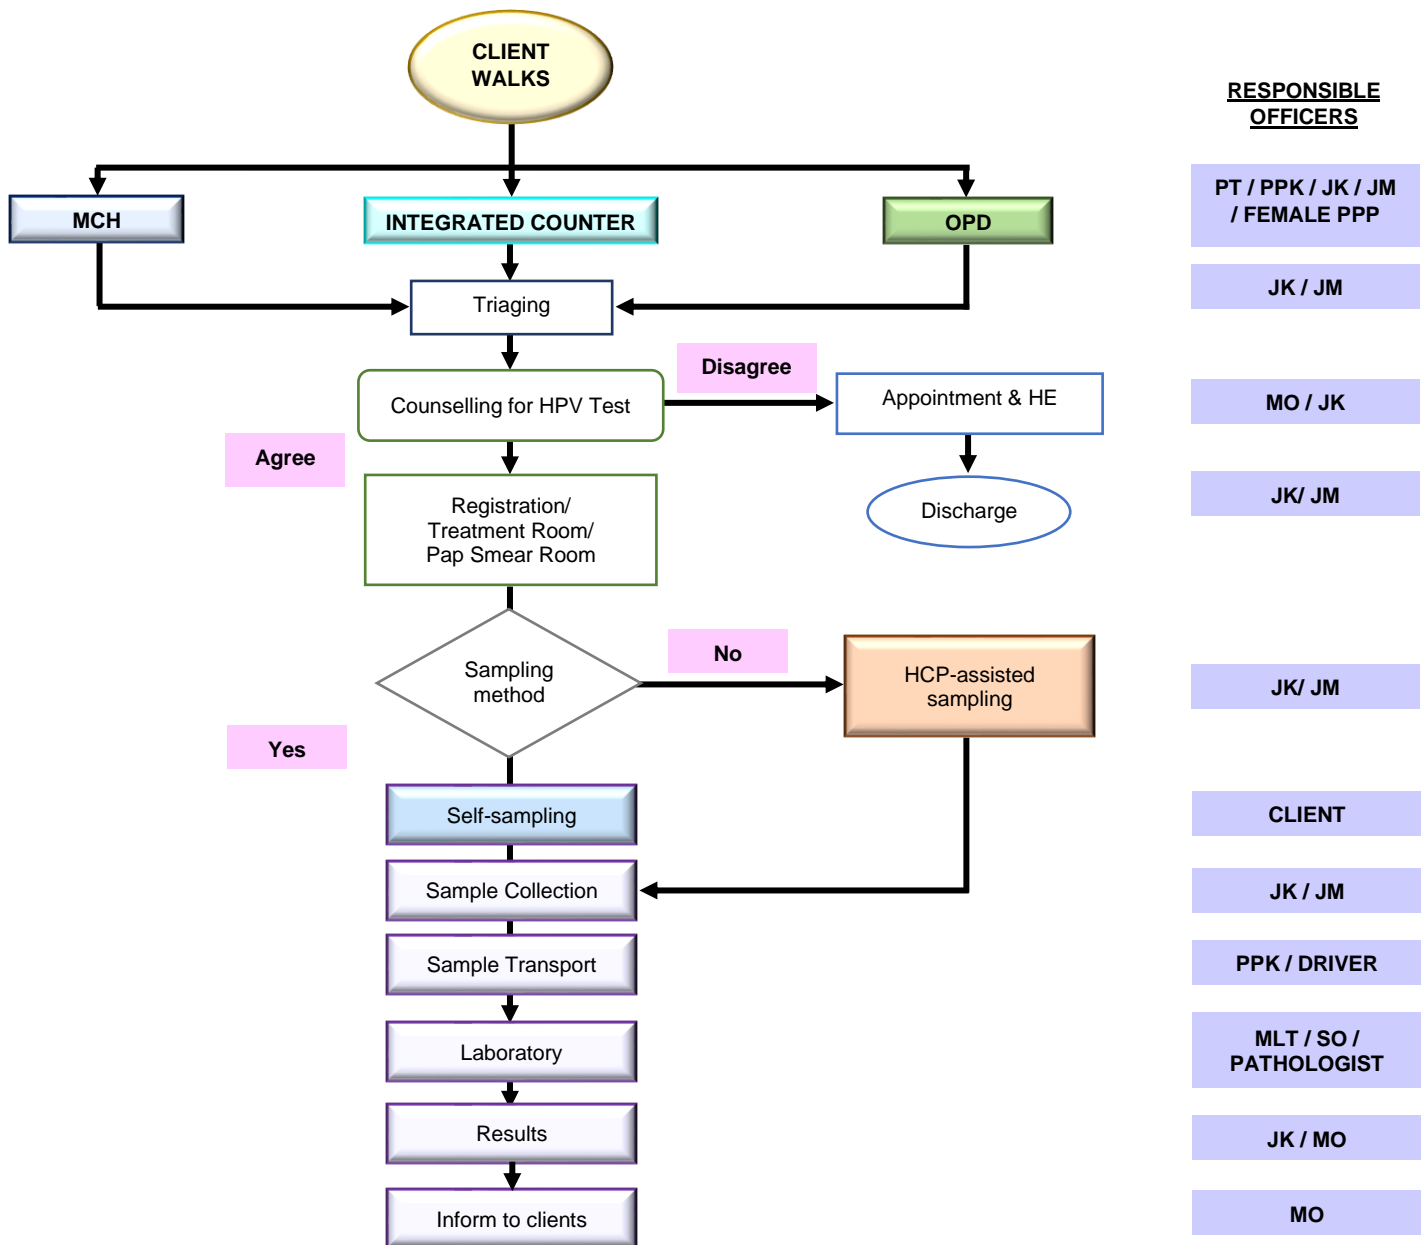 CLIENT
WALKS
RESPONSIBLE
OFFICERS
MCH
INTEGRATED COUNTER
OPD
PT / PPK / JK / JM
/ FEMALE PPP
Triaging
JK / JM
Counselling for HPV Test
Disagree
Appointment & HE
MO / JK
Agree
Registration/
Treatment Room/
Pap Smear Room
Discharge
JK/ JM
Sampling
method
No
HCP-assisted
sampling
JK/ JM
Yes
Self-sampling
CLIENT
Sample Collection
JK / JM
Sample Transport
PPK / DRIVER
Laboratory
MLT / SO /
PATHOLOGIST
Results
JK / MO
Inform to clients
MO